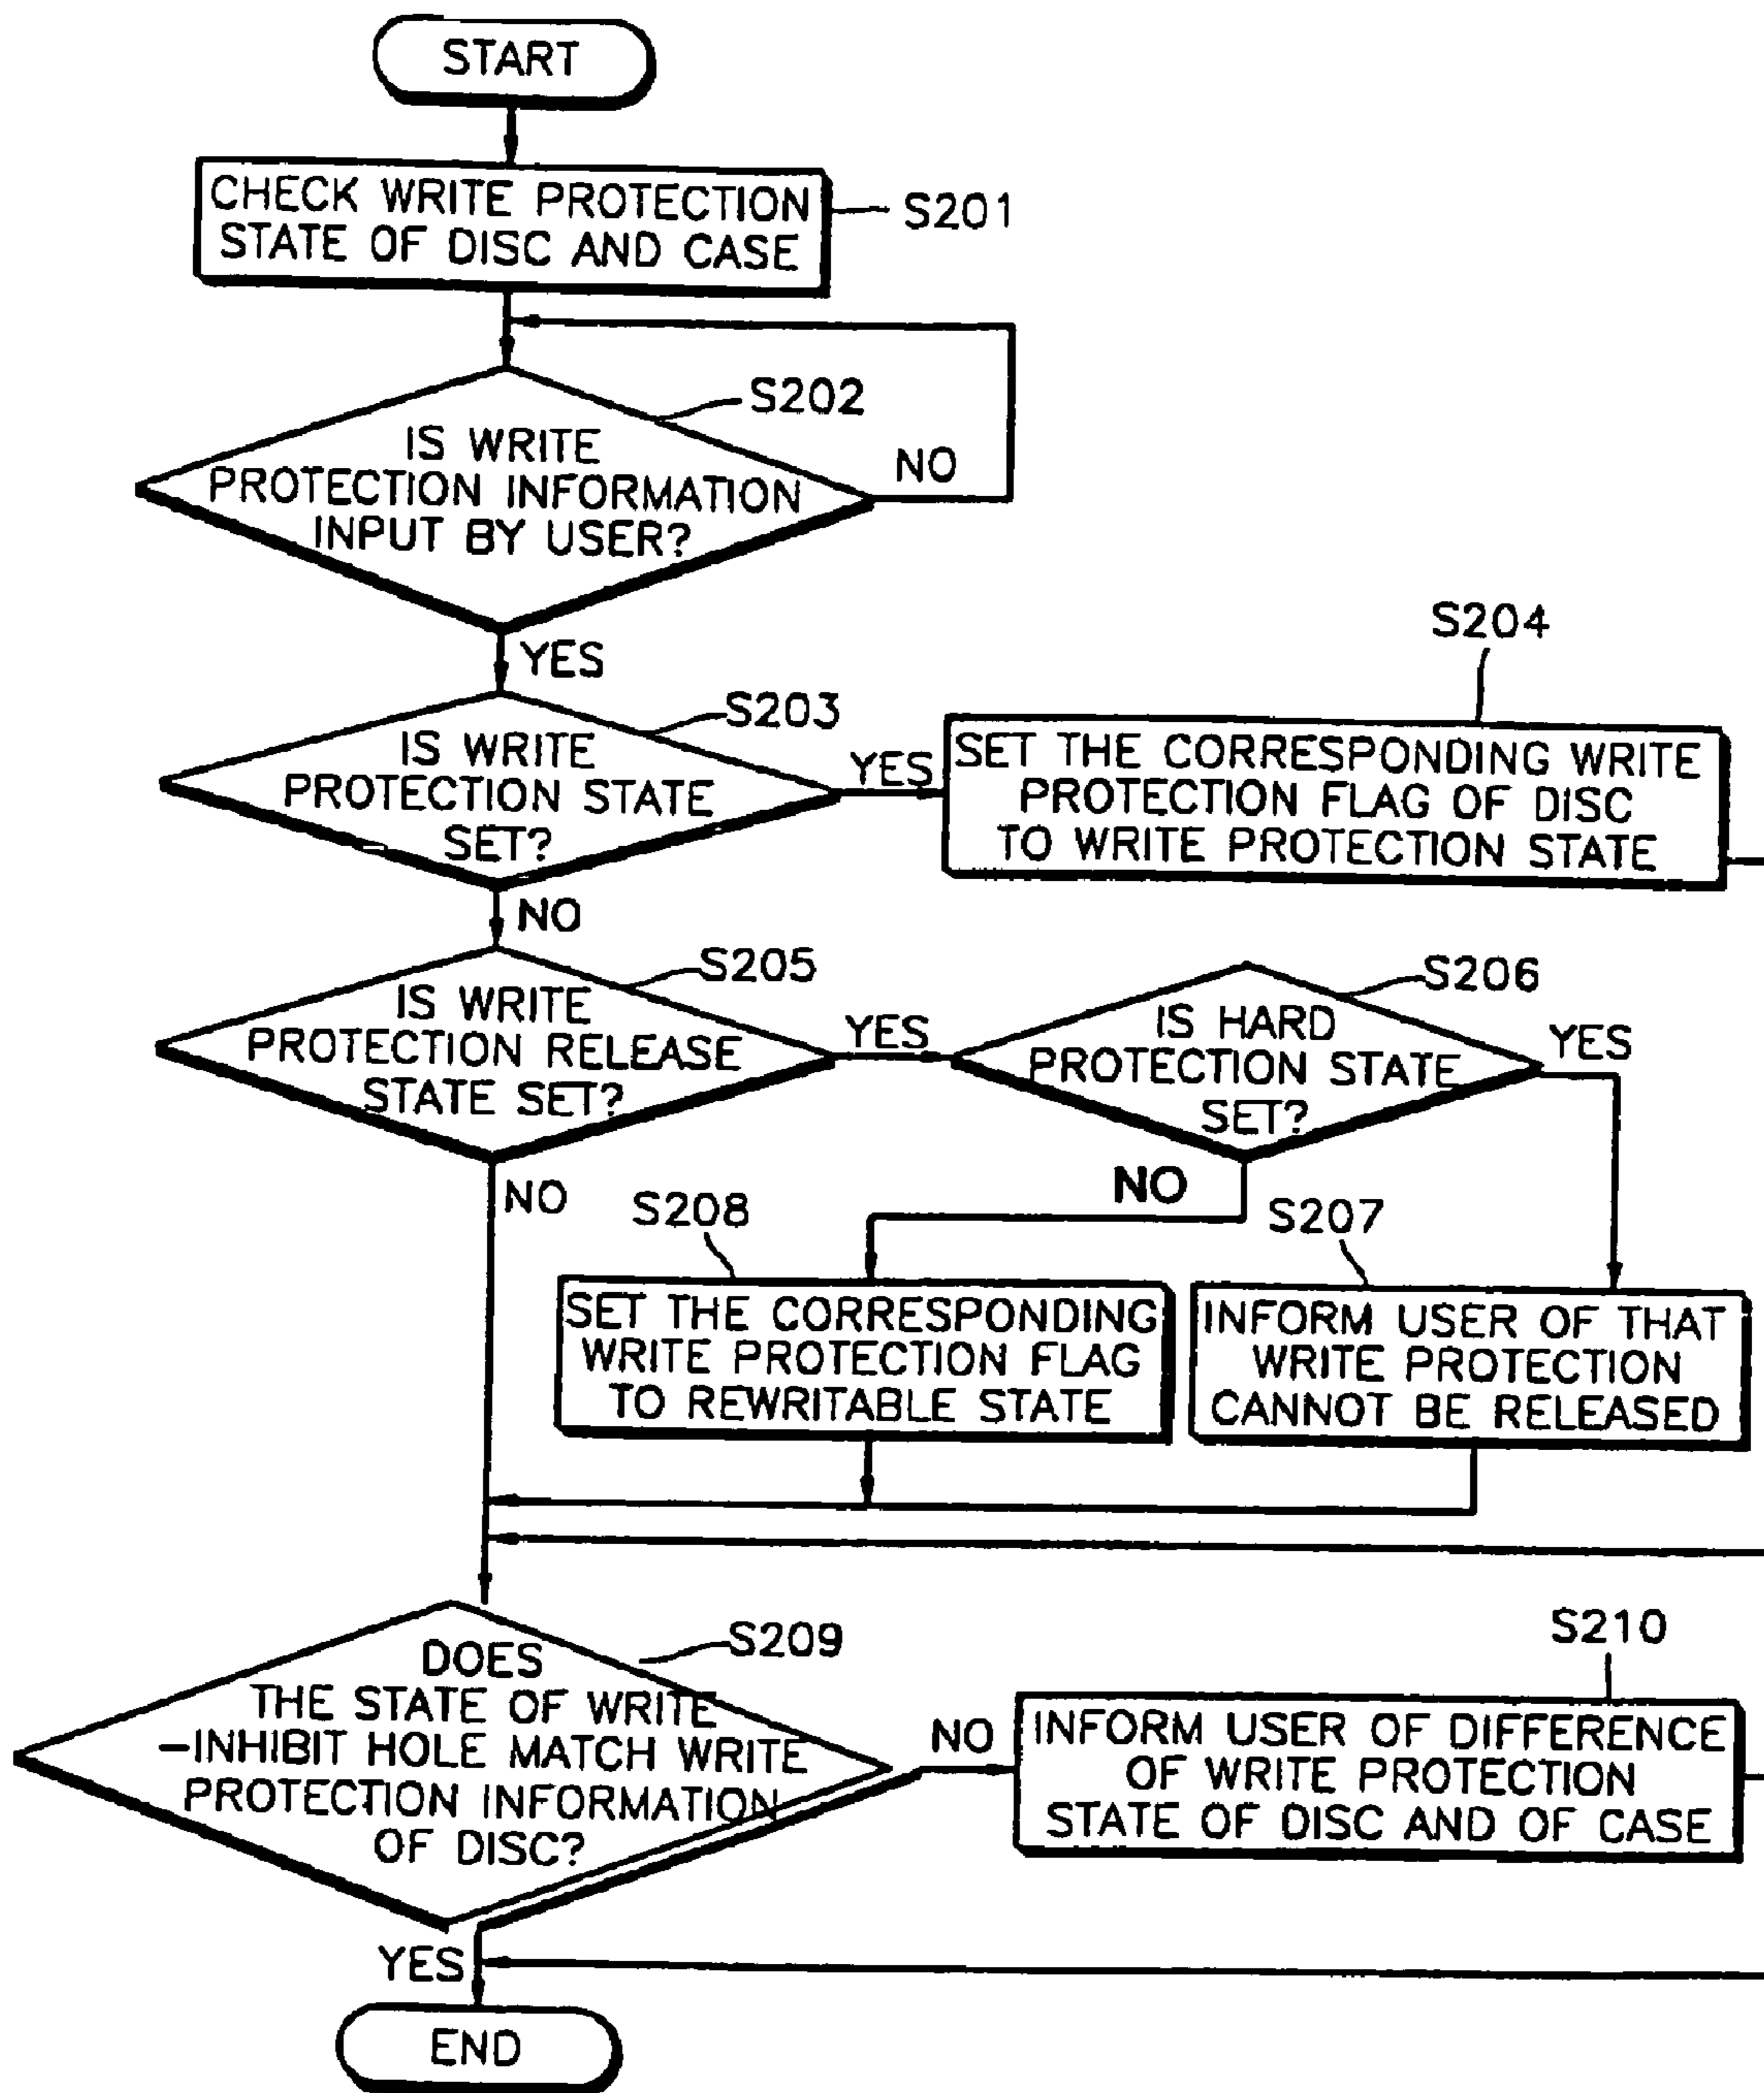 START
CHECK WRITE PROTECTION
STATE OF DISC AND CASE
S201
S202
IS WRITE
PROTECTION INFORMATION
INPUT BY USER?
NO
YES
S203
IS WRITE
PROTECTION STATE
SET?
YES
S204
SET THE CORRESPONDING WRITE
PROTECTION FLAG OF DISC
TO WRITE PROTECTION STATE
NO
S205
IS WRITE
PROTECTION RELEASE
STATE SET?
YES
S206
IS HARD
PROTECTION STATE
SET?
YES
NO
NO
S208
SET THE CORRESPONDING
WRITE PROTECTION FLAG
TO REWRITABLE STATE
S207
INFORM USER OF THAT
WRITE PROTECTION
CANNOT BE RELEASED
S209
DOES
THE STATE OF WRITE
-INHIBIT HOLE MATCH WRITE
PROTECTION INFORMATION
OF DISC?
NO
S210
INFORM USER OF DIFFERENCE
OF WRITE PROTECTION
STATE OF DISC AND OF CASE
YES
END